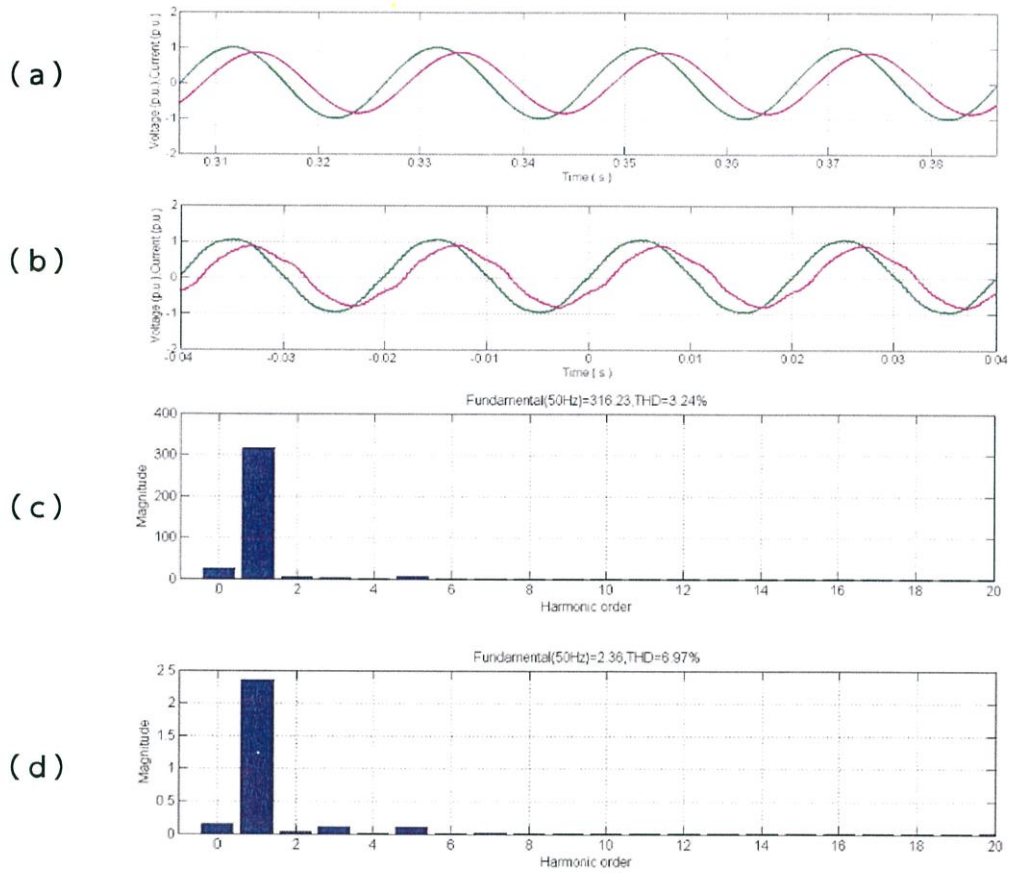 (a)
Voltage (p.u.),Current (p.u.)
2
1
0
-1
-2
0.31 0.32 0.33 0.34 0.35 0.36 0.37 0.38
Time ( s )
(b)
Voltage (p.u.),Current (p.u.)
2
1
0
-1
-2
-0.04 -0.03 -0.02 -0.01 0 0.01 0.02 0.03 0.04
Time ( s )
(c)
Fundamental(50Hz)=316.23,THD=3.24%
Magnitude
400
300
200
100
0
0 2 4 6 8 10 12 14 16 18 20
Harmonic order
(d)
Fundamental(50Hz)=2.36,THD=6.97%
Magnitude
2.5
2
1.5
1
0.5
0
0 2 4 6 8 10 12 14 16 18 20
Harmonic order